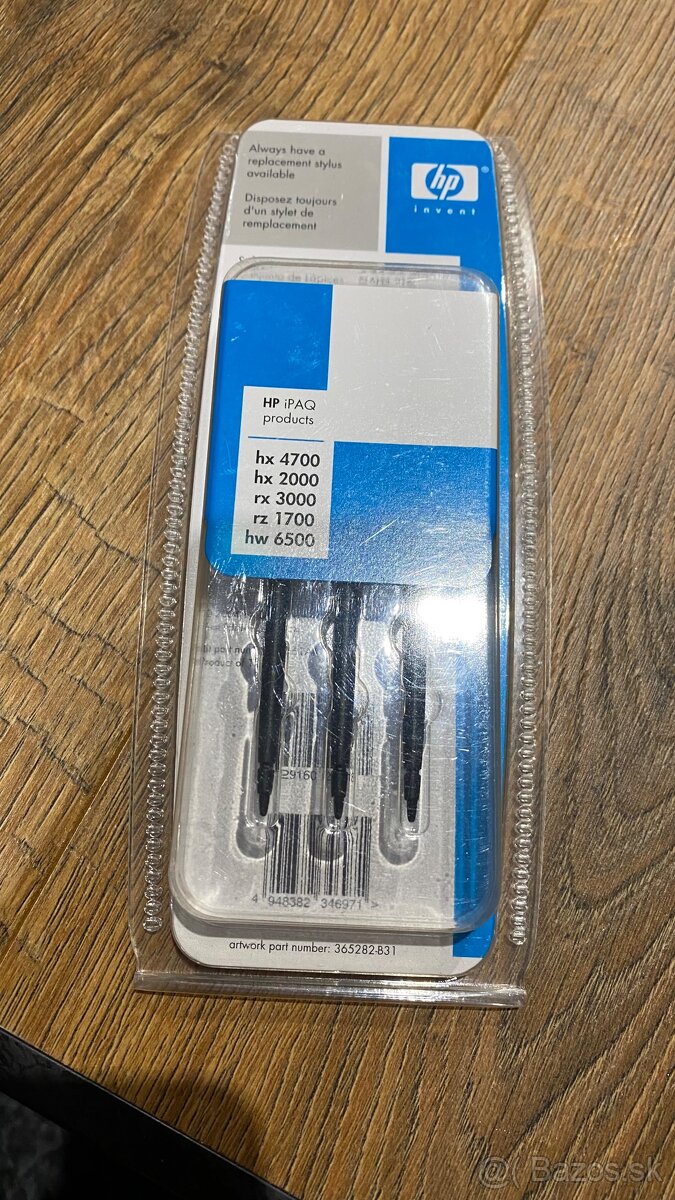 Always have a
replacement stylus
available
Disposez toujours
d'un stylet de
remplacement
hp
®
invent
HP iPAQ
products
hx 4700
hx 2000
rx 3000
rz 1700
hw 6500
29160
4 948382 346971 >
artwork part number: 365282-B31
@ Bazos.sk